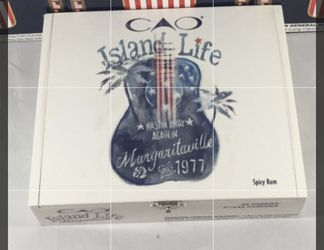 CAO
Island Life
WASTIN' AWAY
AGAIN IN
Margaritaville
SINCE 1977
Spicy Rum
CAO
Island Life